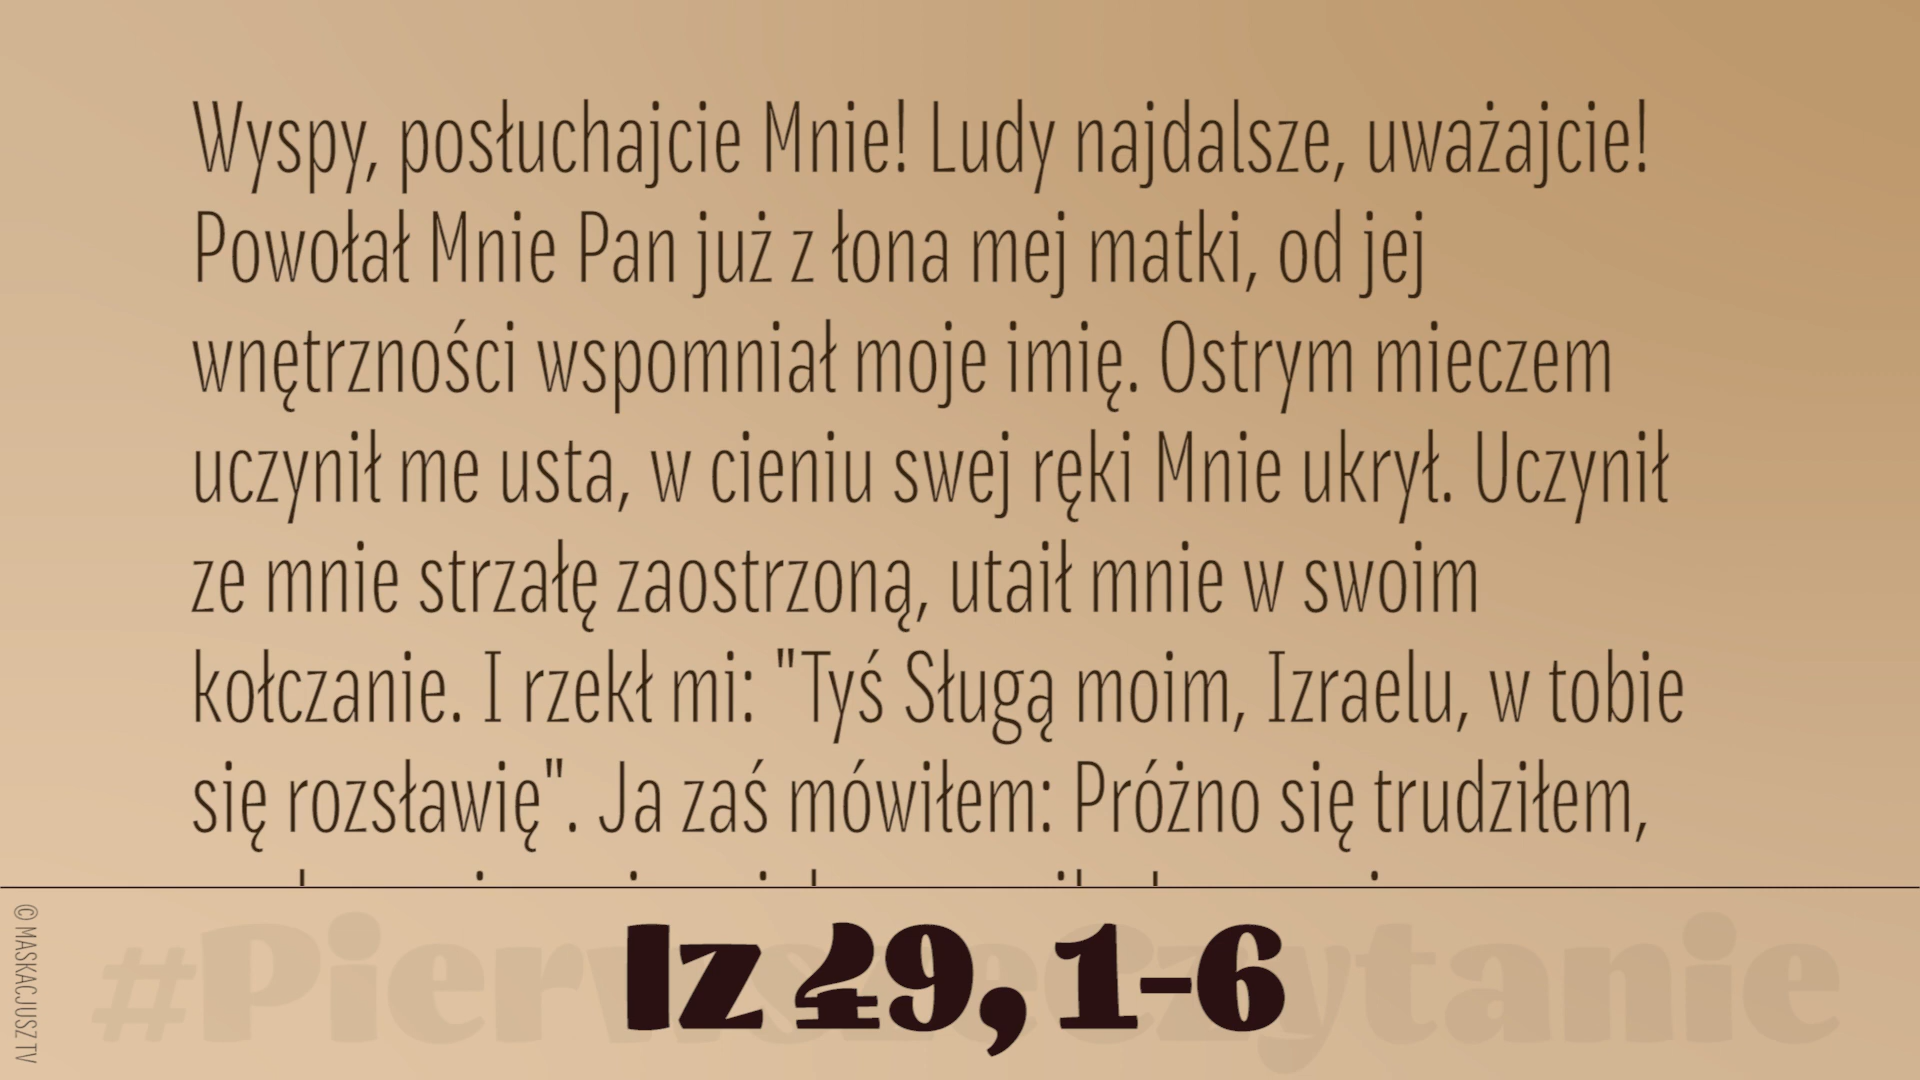 Wyspy, posłuchajcie Mnie! Ludy najdalsze, uważajcie!
Powołał Mnie Pan już z łona mej matki, od jej
wnętrzności wspomniał moje imię. Ostrym mieczem
uczynił me usta, w cieniu swej ręki Mnie ukrył. Uczynił
ze mnie strzałę zaostrzoną, utaił mnie w swoim
kołczanie. I rzekł mi: "Tyś Sługą moim, Izraelu, w tobie
się rozsławię". Ja zaś mówiłem: Próżno się trudziłem,
#PierwszeCzytanie
Iz 49, 1-6
© MASKACJUSZ TV